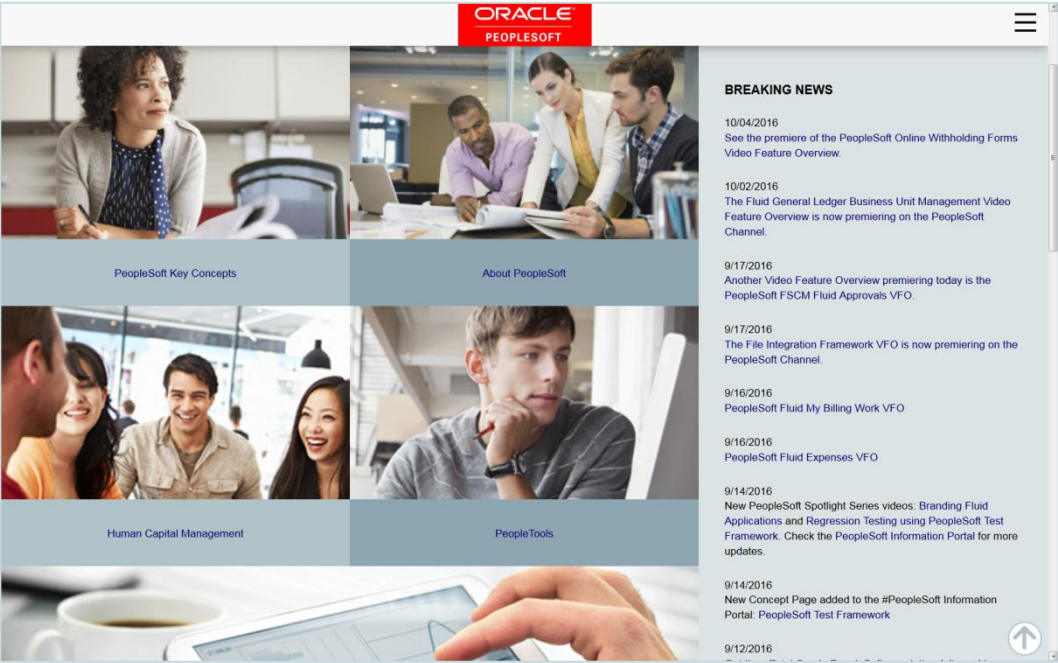 ORACLE
PEOPLESOFT
PeopleSoft Key Concepts
About PeopleSoft
Human Capital Management
PeopleTools
BREAKING NEWS
10/04/2016
See the premiere of the PeopleSoft Online Withholding Forms
Video Feature Overview.
10/02/2016
The Fluid General Ledger Business Unit Management Video
Feature Overview is now premiering on the PeopleSoft
Channel.
9/17/2016
Another Video Feature Overview premiering today is the
PeopleSoft FSCM Fluid Approvals VFO.
9/17/2016
The File Integration Framework VFO is now premiering on the
PeopleSoft Channel.
9/16/2016
PeopleSoft Fluid My Billing Work VFO
9/16/2016
PeopleSoft Fluid Expenses VFO
9/14/2016
New PeopleSoft Spotlight Series videos: Branding Fluid
Applications and Regression Testing using PeopleSoft Test
Framework. Check the PeopleSoft Information Portal for more
updates.
9/14/2016
New Concept Page added to the #PeopleSoft Information
Portal: PeopleSoft Test Framework
9/12/2016